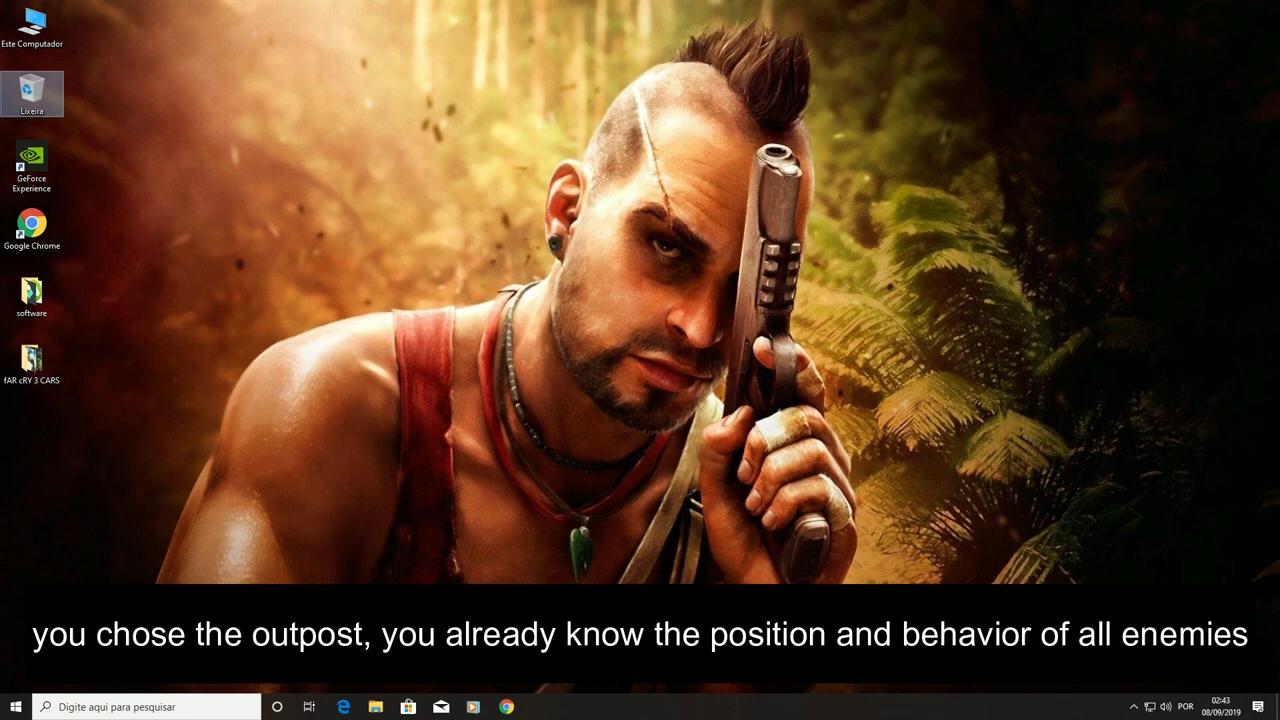 Este Computador
Lixeira
GeForce
Experience
Google Chrome
software
fAR cRY 3 CARS
you chose the outpost, you already know the position and behavior of all enemies
Digite aqui para pesquisar
POR
02:43
08/09/2019